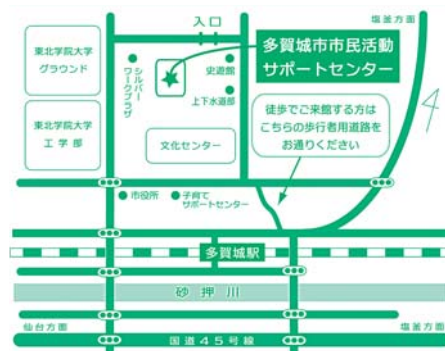 塩釜方面
入口
東北学院大学
グラウンド
シルバー
ワークプラザ
史遊館
上下水道部
多賀城市市民活動
サポートセンター
東北学院大学
工学部
文化センター
徒歩でご来館する方は
こちらの歩行者用道路を
お通りください
市役所
子育て
サポートセンター
多賀城駅
砂押川
仙台方面
塩釜方面
国道45号線